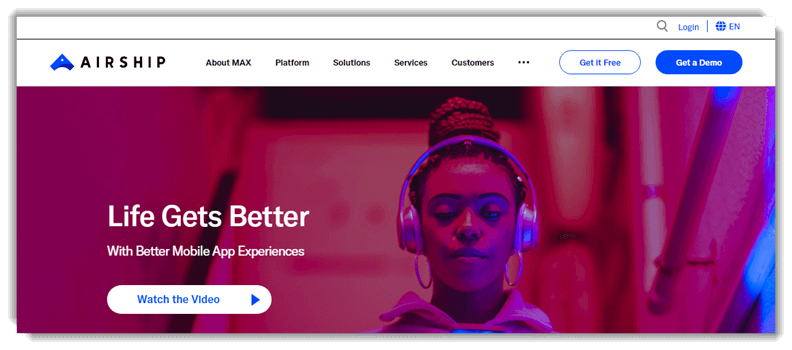 Login | EN
AIRSHIP
About MAX Platform Solutions Services Customers ••• Get it Free Get a Demo
Life Gets Better
With Better Mobile App Experiences
Watch the Video